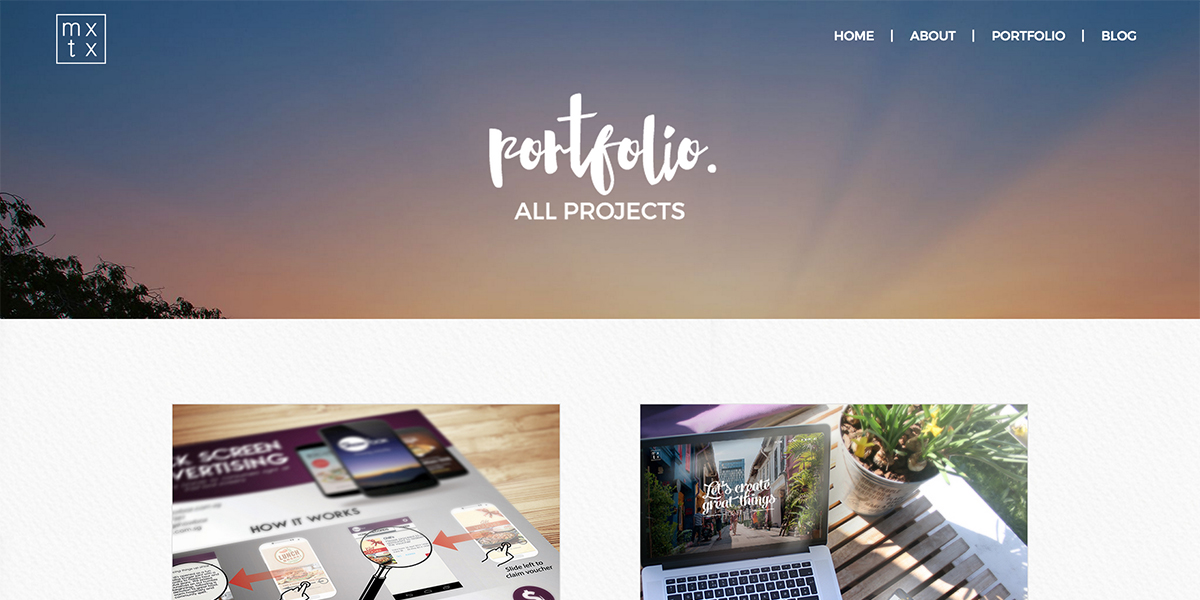 mx
tx
HOME | ABOUT | PORTFOLIO | BLOG
portfolio.
ALL PROJECTS
SCREEN
VERTISING
HOW IT WORKS
LUNCH
Slide left to
claim voucher
$
Let's create
great things